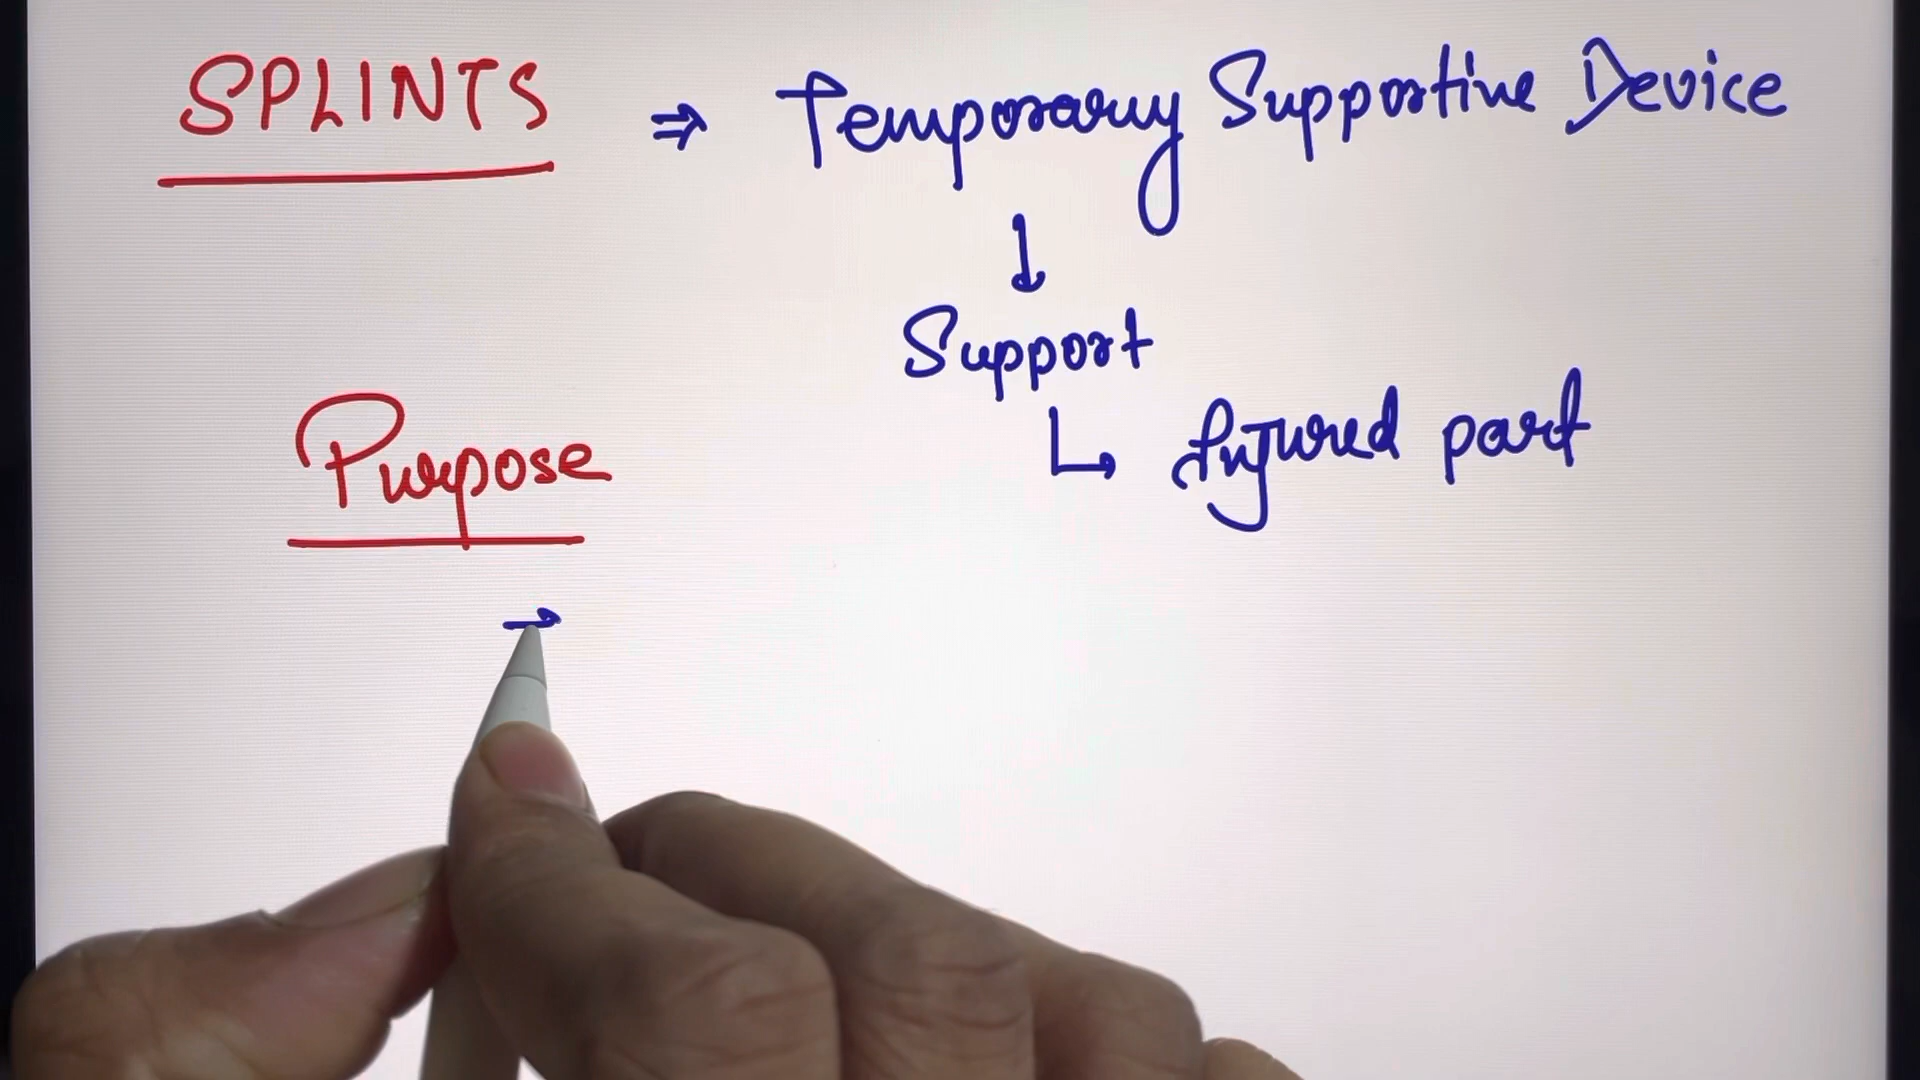 SPLINTS ⇒ Temporary Supportive Device
↓
Support
↳ Injured part
Purpose
→